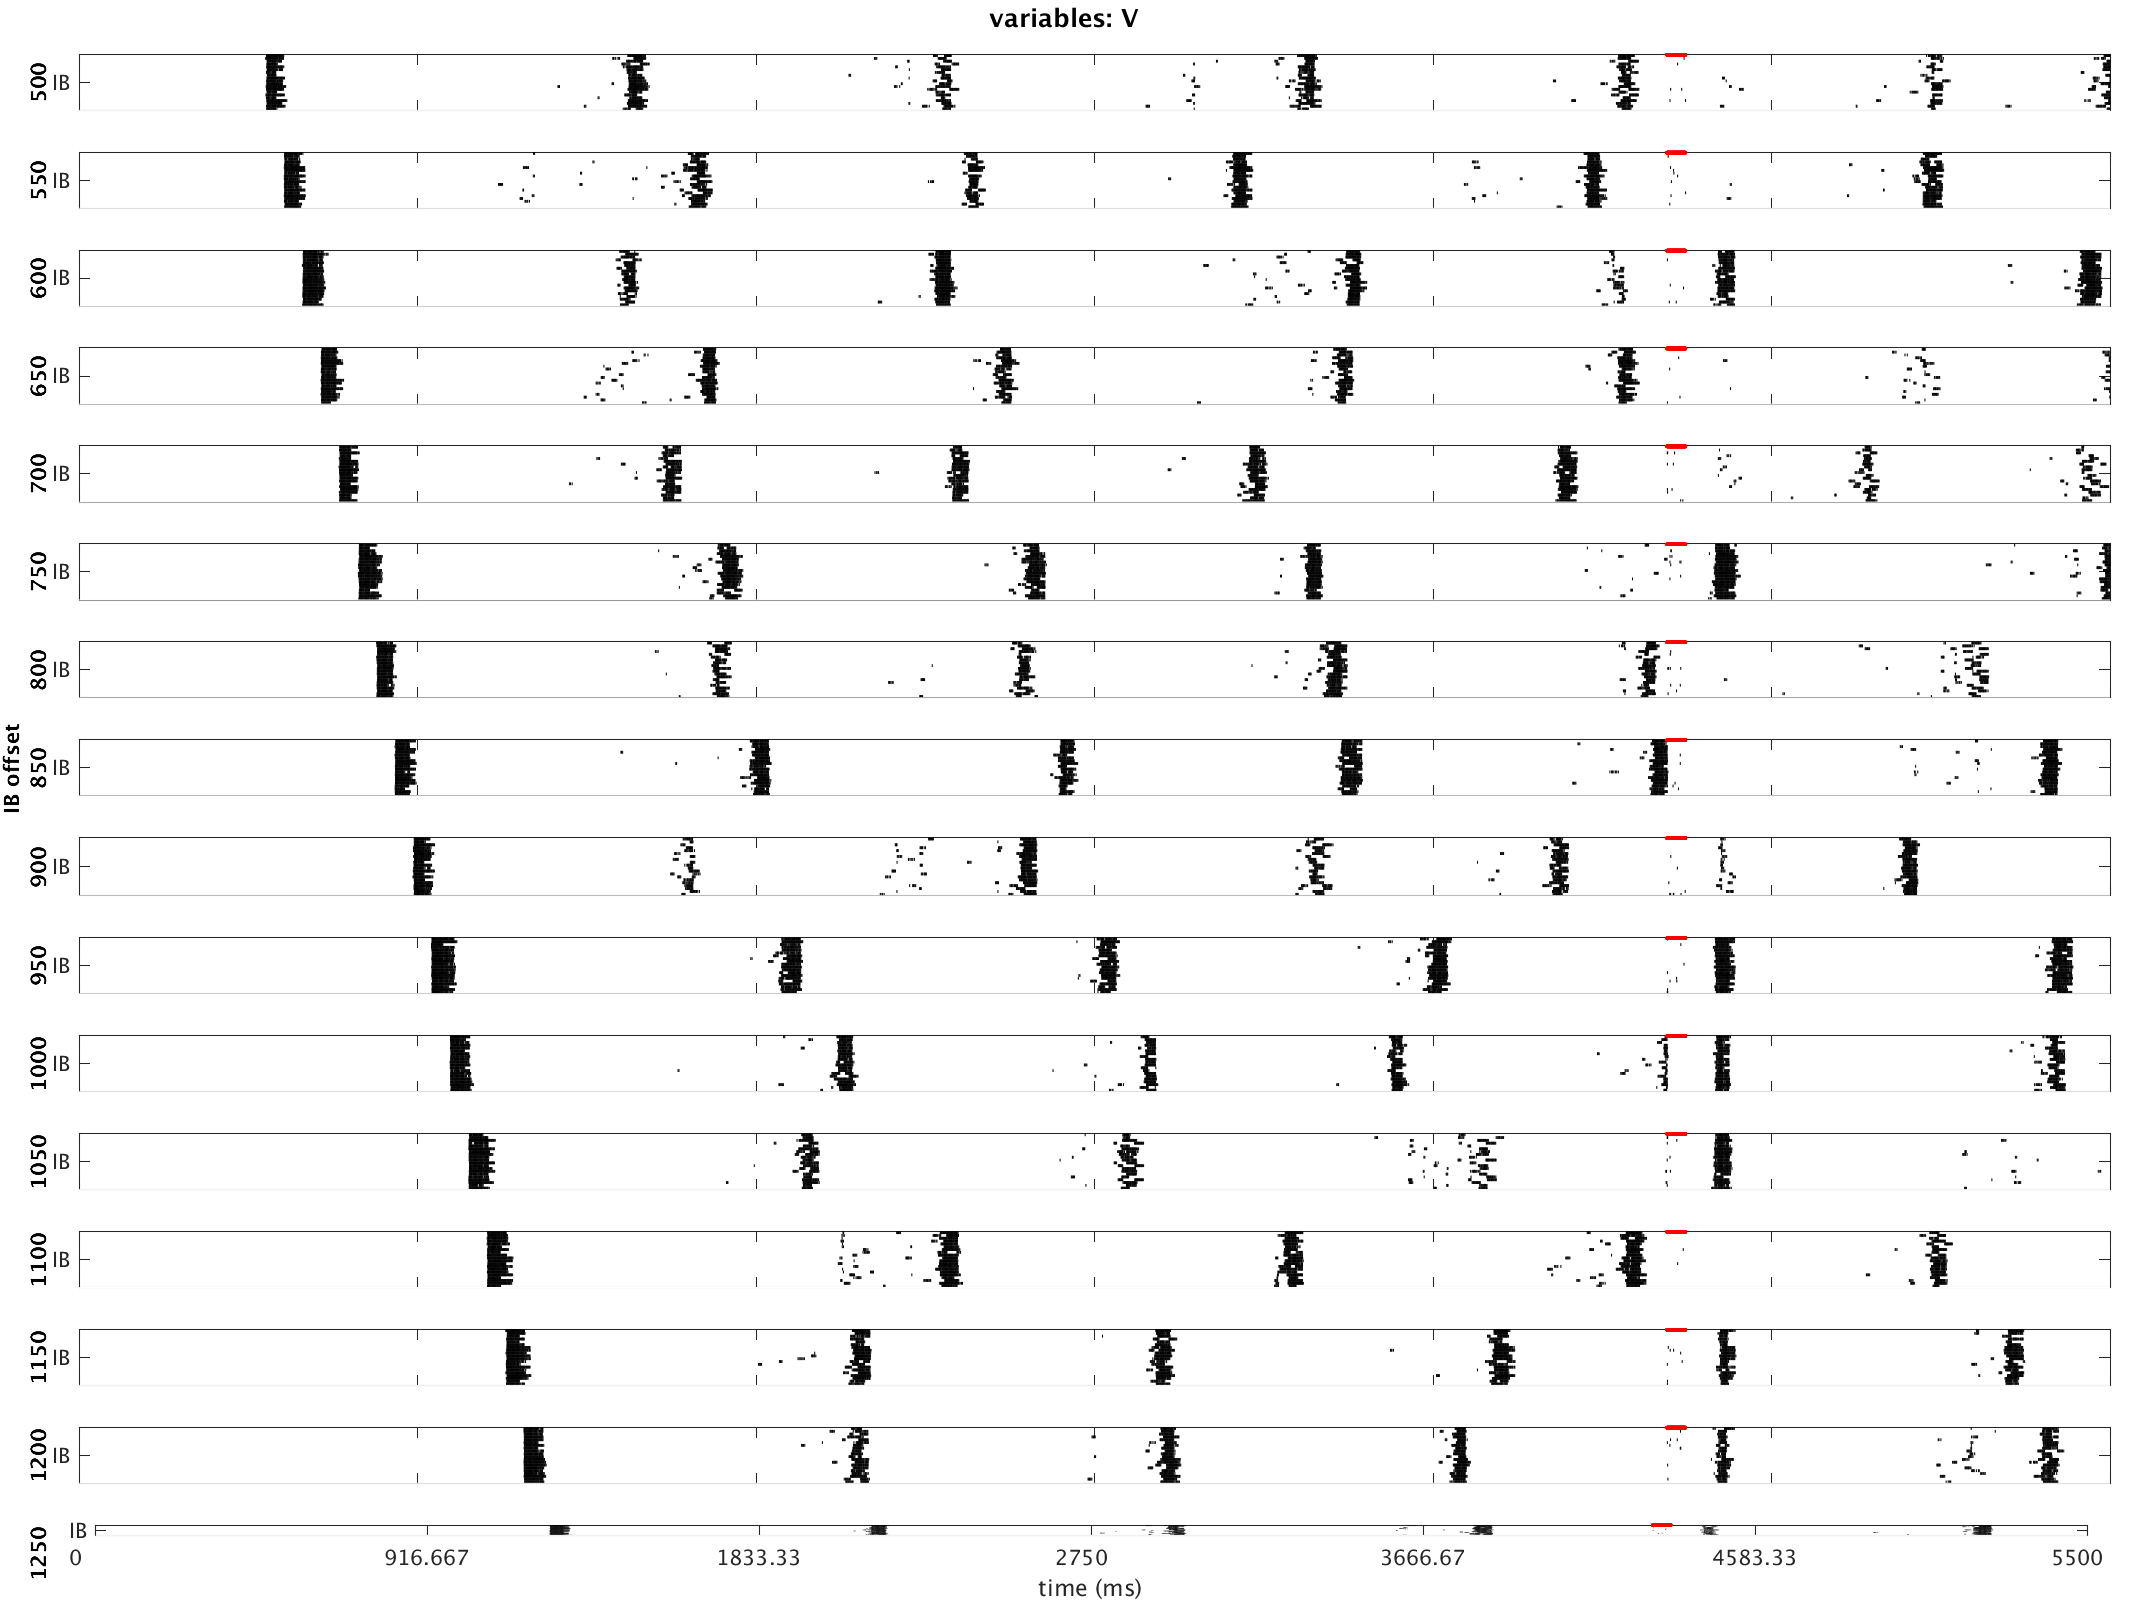 variables: V
500 IB
550 IB
600 IB
650 IB
700 IB
750 IB
800 IB
850 IB
900 IB
950 IB
1000 IB
1050 IB
1100 IB
1150 IB
1200 IB
1250 IB
IB offset
0 916.667 1833.33 2750 3666.67 4583.33 5500
time (ms)